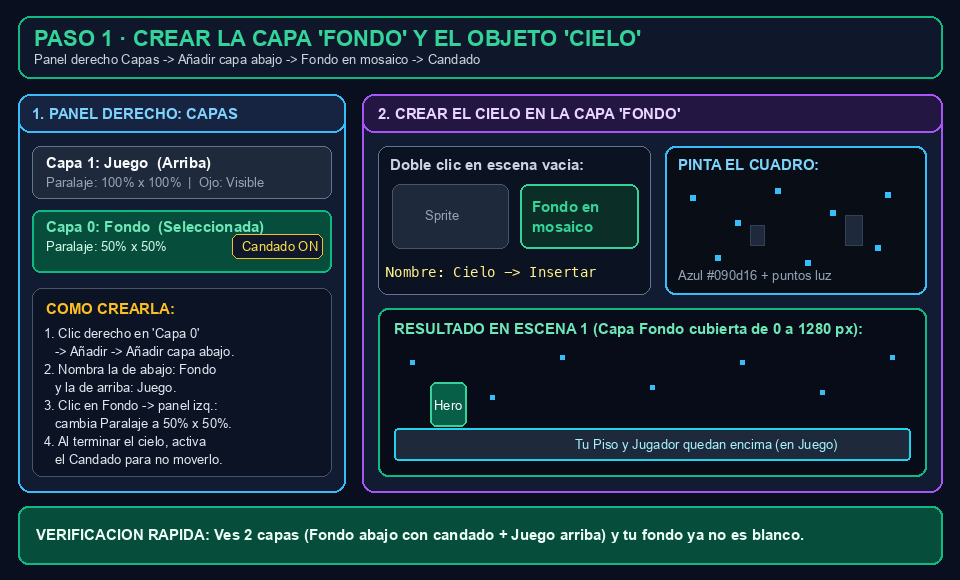 PASO 1 · CREAR LA CAPA 'FONDO' Y EL OBJETO 'CIELO'
Panel derecho Capas -> Añadir capa abajo -> Fondo en mosaico -> Candado
1. PANEL DERECHO: CAPAS
Capa 1: Juego (Arriba)
Paralaje: 100% x 100% | Ojo: Visible
Capa 0: Fondo (Seleccionada)
Paralaje: 50% x 50%
Candado ON
COMO CREARLA:
1. Clic derecho en 'Capa 0'
-> Añadir -> Añadir capa abajo.
2. Nombra la de abajo: Fondo
y la de arriba: Juego.
3. Clic en Fondo -> panel izq.:
cambia Paralaje a 50% x 50%.
4. Al terminar el cielo, activa
el Candado para no moverlo.
2. CREAR EL CIELO EN LA CAPA 'FONDO'
Doble clic en escena vacia:
Sprite
Fondo en
mosaico
Nombre: Cielo -> Insertar
PINTA EL CUADRO:
Azul #090d16 + puntos luz
RESULTADO EN ESCENA 1 (Capa Fondo cubierta de 0 a 1280 px):
Hero
Tu Piso y Jugador quedan encima (en Juego)
VERIFICACION RAPIDA: Ves 2 capas (Fondo abajo con candado + Juego arriba) y tu fondo ya no es blanco.